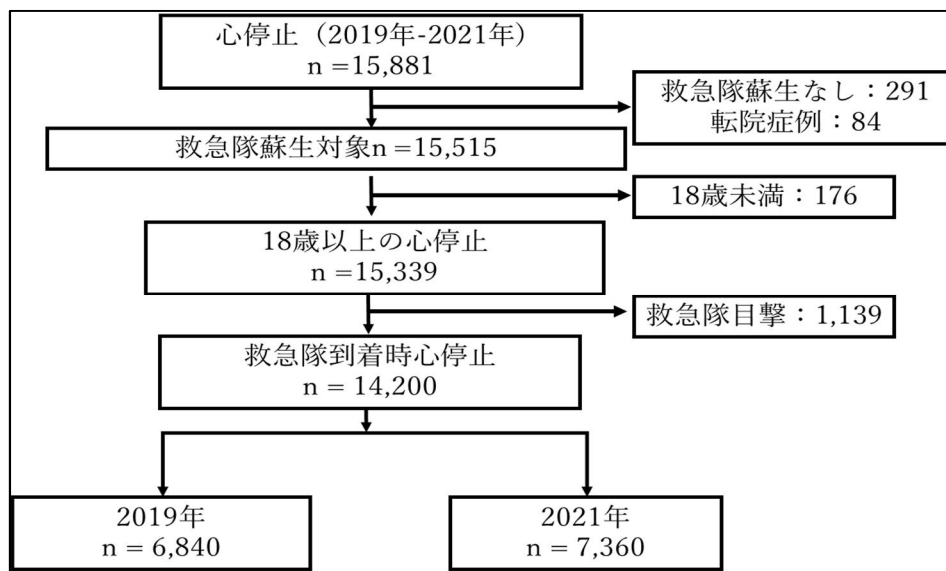 心停止（2019年-2021年）
n =15,881
救急隊蘇生なし：291
転院症例：84
救急隊蘇生対象n =15,515
18歳未満：176
18歳以上の心停止
n =15,339
救急隊目撃：1,139
救急隊到着時心停止
n = 14,200
2019年
n = 6,840
2021年
n = 7,360